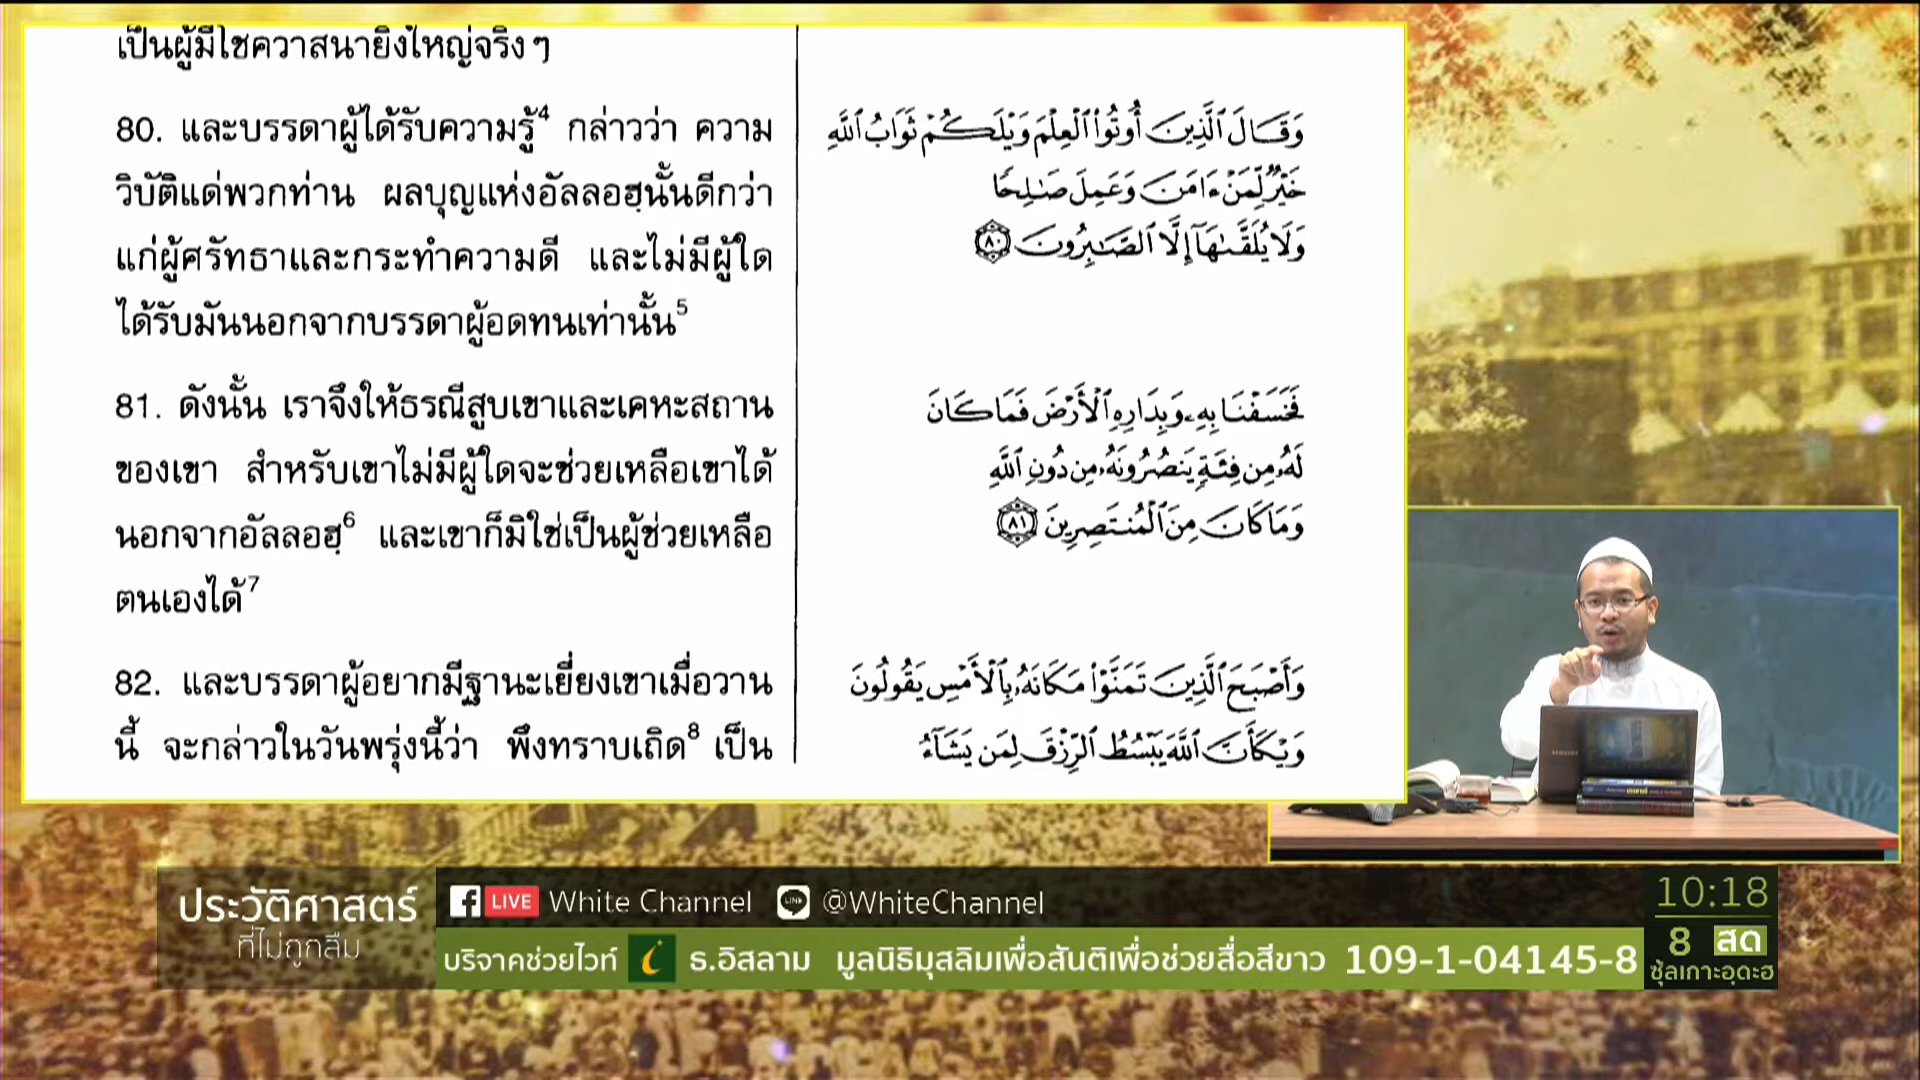 เป็นผู้มีโชควาสนายิ่งใหญ่จริงๆ
80. และบรรดาผู้ได้รับความรู้4 กล่าวว่า ความ
วิบัติแด่พวกท่าน ผลบุญแห่งอัลลอฮฺนั้นดีกว่า
แก่ผู้ศรัทธาและกระทำความดี และไม่มีผู้ใด
ได้รับมันนอกจากบรรดาผู้อดทนเท่านั้น5
81. ดังนั้น เราจึงให้ธรณีสูบเขาและเคหะสถาน
ของเขา สำหรับเขาไม่มีผู้ใดจะช่วยเหลือเขาได้
นอกจากอัลลอฮฺ6 และเขาก็มิใช่เป็นผู้ช่วยเหลือ
ตนเองได้7
82. และบรรดาผู้อยากมีฐานะเยี่ยงเขาเมื่อวาน
นี้ จะกล่าวในวันพรุ่งนี้ว่า พึงทราบเถิด8 เป็น
وَقَالَ ٱلَّذِينَ أُوتُوا۟ ٱلْعِلْمَ وَيْلَكُمْ ثَوَابُ ٱللَّهِ
خَيْرٌ لِّمَنْ ءَامَنَ وَعَمِلَ صَـٰلِحًا
وَلَا يُلَقَّىٰهَآ إِلَّا ٱلصَّـٰبِرُونَ ٨٠
فَخَسَفْنَا بِهِۦ وَبِدَارِهِ ٱلْأَرْضَ فَمَا كَانَ
لَهُۥ مِن فِئَةٍ يَنصُرُونَهُۥ مِن دُونِ ٱللَّهِ
وَمَا كَانَ مِنَ ٱلْمُنتَصِرِينَ ٨١
وَأَصْبَحَ ٱلَّذِينَ تَمَنَّوْا۟ مَكَانَهُۥ بِٱلْأَمْسِ يَقُولُونَ
وَيْكَأَنَّ ٱللَّهَ يَبْسُطُ ٱلرِّزْقَ لِمَن يَشَآءُ
ประวัติศาสตร์
ที่ไม่ถูกลืม
LIVE White Channel LINE @WhiteChannel
บริจาคช่วยไวท์ ธ.อิสลาม มูลนิธิมุสลิมเพื่อสันติเพื่อช่วยสื่อสีขาว 109-1-04145-8
10:18
8 สด
ซุ้ลเกาะอฺดะฮ
SAMSUNG